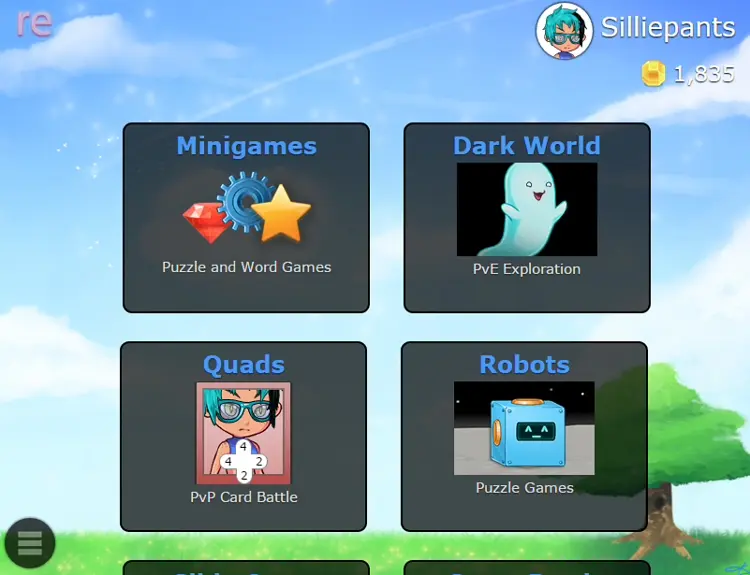 re
Silliepants
1,835
Minigames
Puzzle and Word Games
Dark World
PvE Exploration
Quads
4
4 2
2
PvP Card Battle
Robots
Puzzle Games